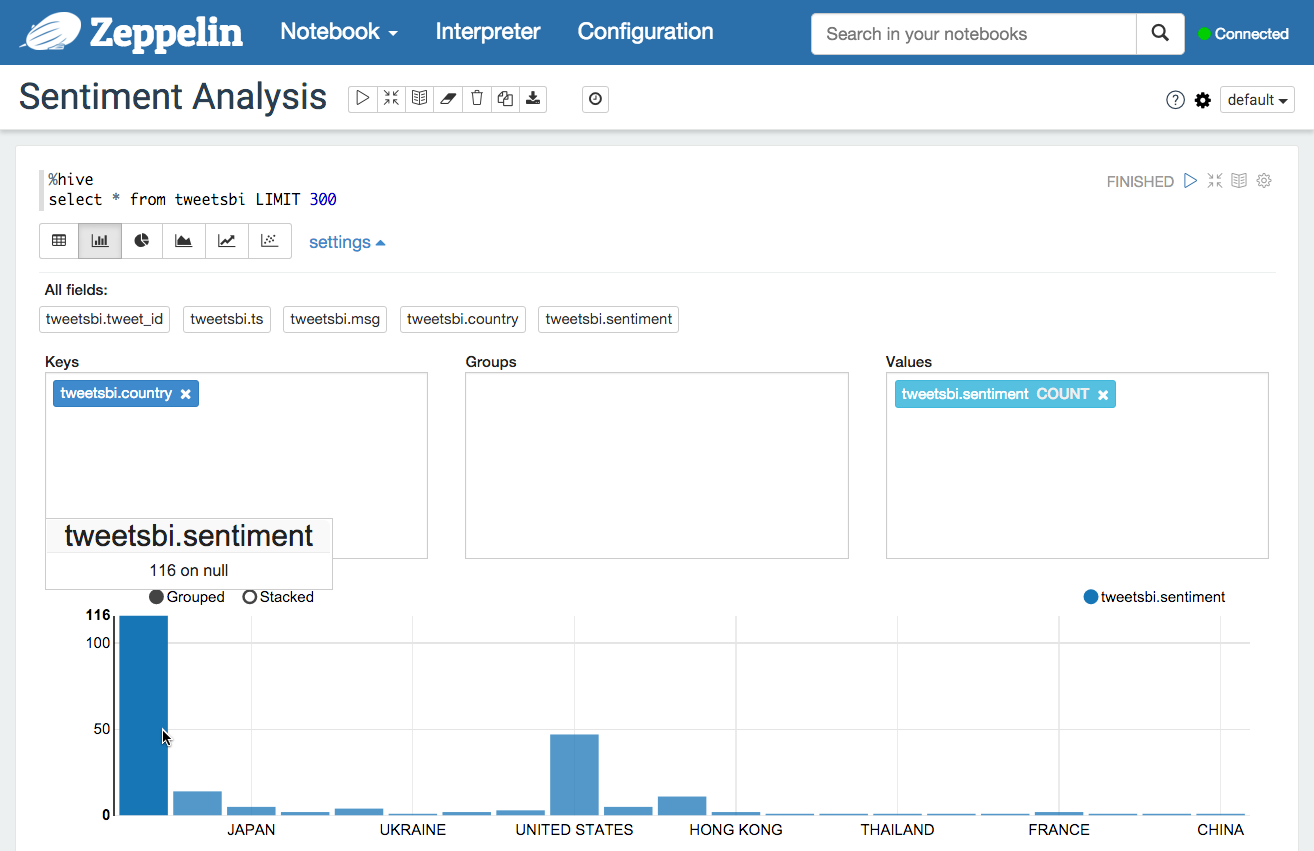 Zeppelin Notebook Interpreter Configuration Search in your notebooks Connected
Sentiment Analysis ? default
%hive
select * from tweetsbi LIMIT 300
FINISHED
settings
All fields:
tweetsbi.tweet_id tweetsbi.ts tweetsbi.msg tweetsbi.country tweetsbi.sentiment
Keys Groups Values
tweetsbi.country tweetsbi.sentiment COUNT
tweetsbi.sentiment
116 on null
Grouped Stacked tweetsbi.sentiment
116
100
50
0
JAPAN UKRAINE UNITED STATES HONG KONG THAILAND FRANCE CHINA